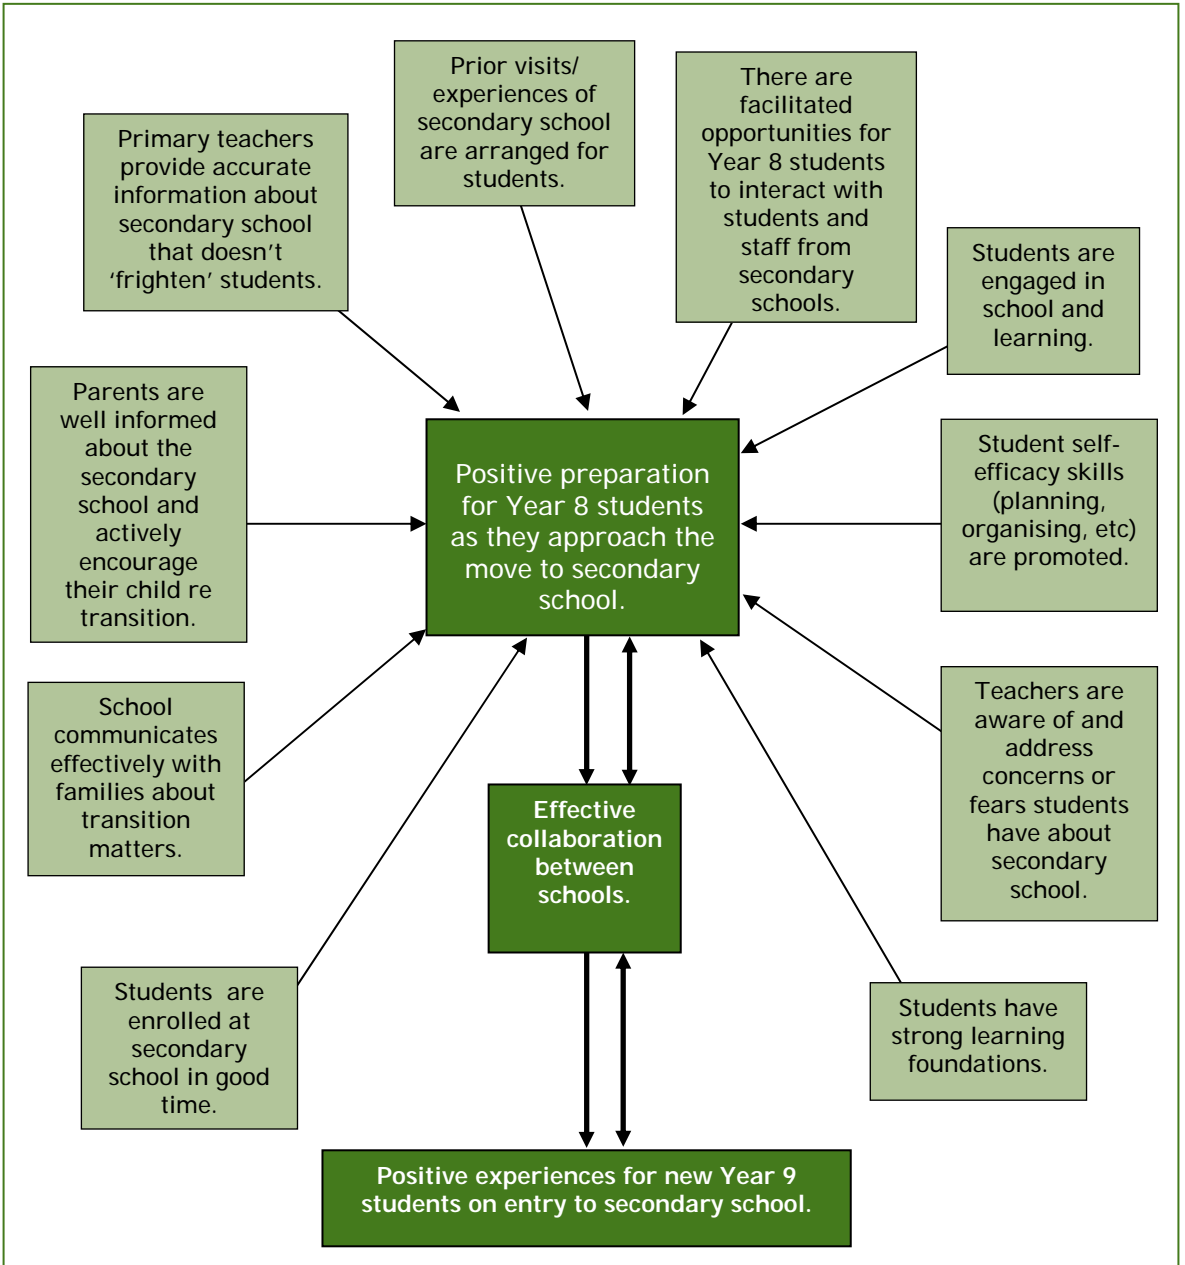 Prior visits/
experiences of
secondary school
are arranged for
students.
There are
facilitated
opportunities for
Year 8 students
to interact with
students and
staff from
secondary
schools.
Primary teachers
provide accurate
information about
secondary school
that doesn't
‘frighten’ students.
Students are
engaged in
school and
learning.
Parents are
well informed
about the
secondary
school and
actively
encourage
their child re
transition.
Positive preparation
for Year 8 students
as they approach the
move to secondary
school.
Student self-
efficacy skills
(planning,
organising, etc)
are promoted.
School
communicates
effectively with
families about
transition
matters.
Teachers are
aware of and
address
concerns or
fears students
have about
secondary
school.
Effective
collaboration
between
schools.
Students are
enrolled at
secondary
school in good
time.
Students have
strong learning
foundations.
Positive experiences for new Year 9
students on entry to secondary school.